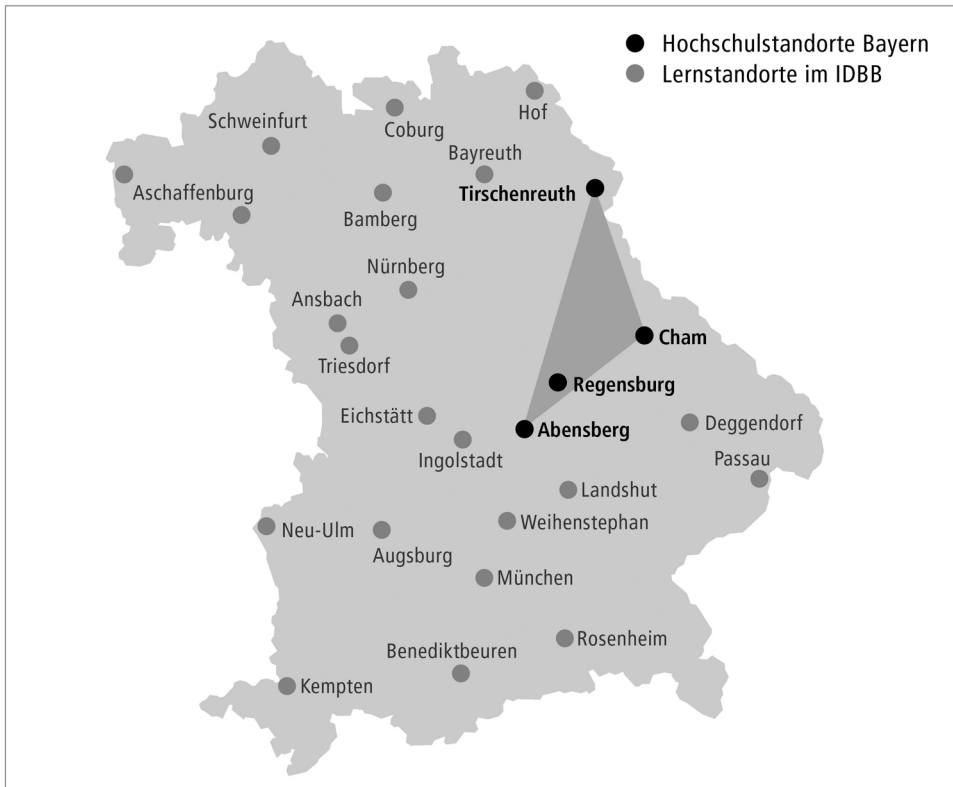 Hochschulstandorte Bayern
Lernstandorte im IDBB
Hof
Coburg
Schweinfurt
Bayreuth
Aschaffenburg
Tirschenreuth
Bamberg
Nürnberg
Ansbach
Cham
Triesdorf
Regensburg
Eichstätt
Deggendorf
Abensberg
Ingolstadt
Passau
Landshut
Weihenstephan
Neu-Ulm
Augsburg
München
Rosenheim
Benediktbeuren
Kempten